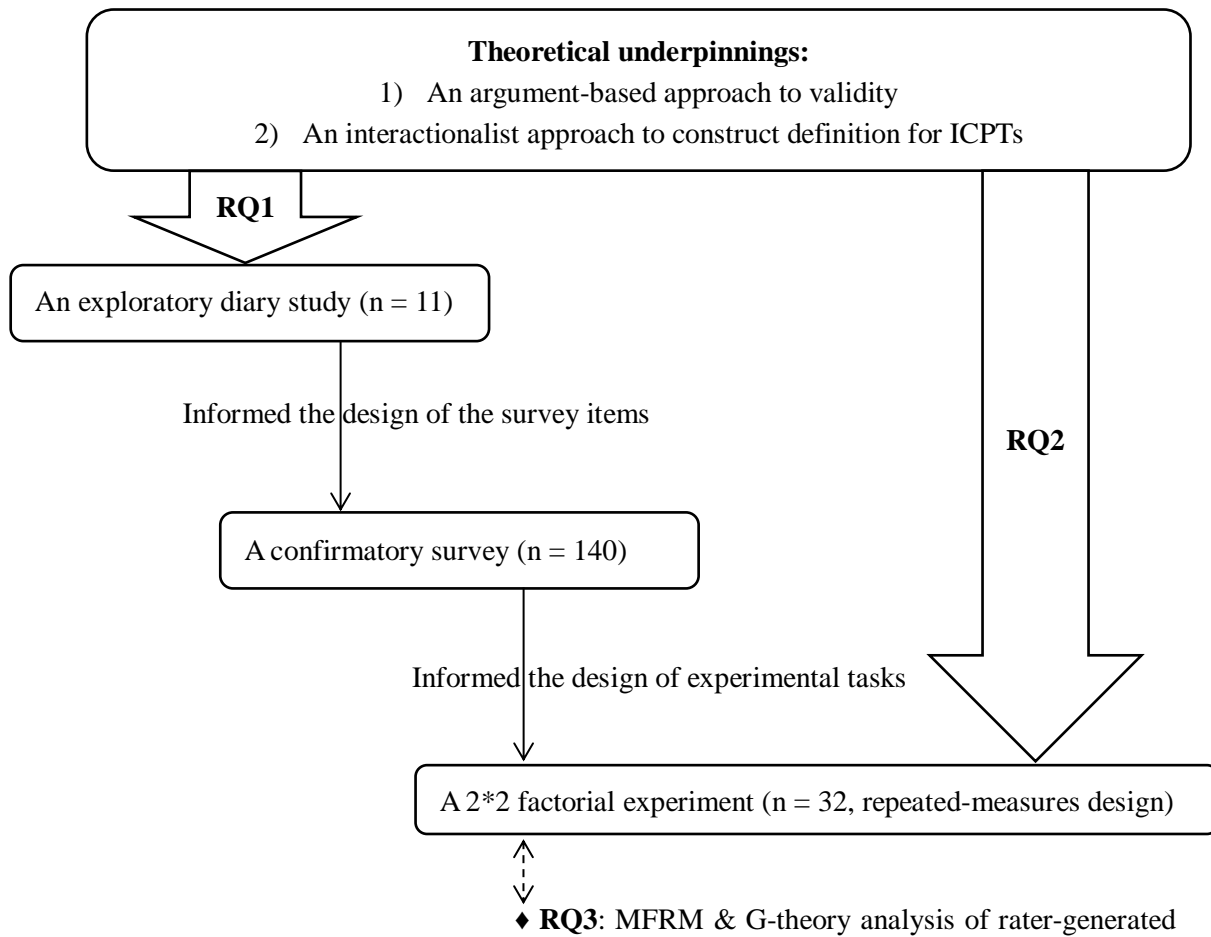 Theoretical underpinnings:
1) An argument-based approach to validity
2) An interactionalist approach to construct definition for ICPTs
RQ1
An exploratory diary study (n = 11)
Informed the design of the survey items
RQ2
A confirmatory survey (n = 140)
Informed the design of experimental tasks
A 2*2 factorial experiment (n = 32, repeated-measures design)
♦ RQ3: MFRM & G-theory analysis of rater-generated